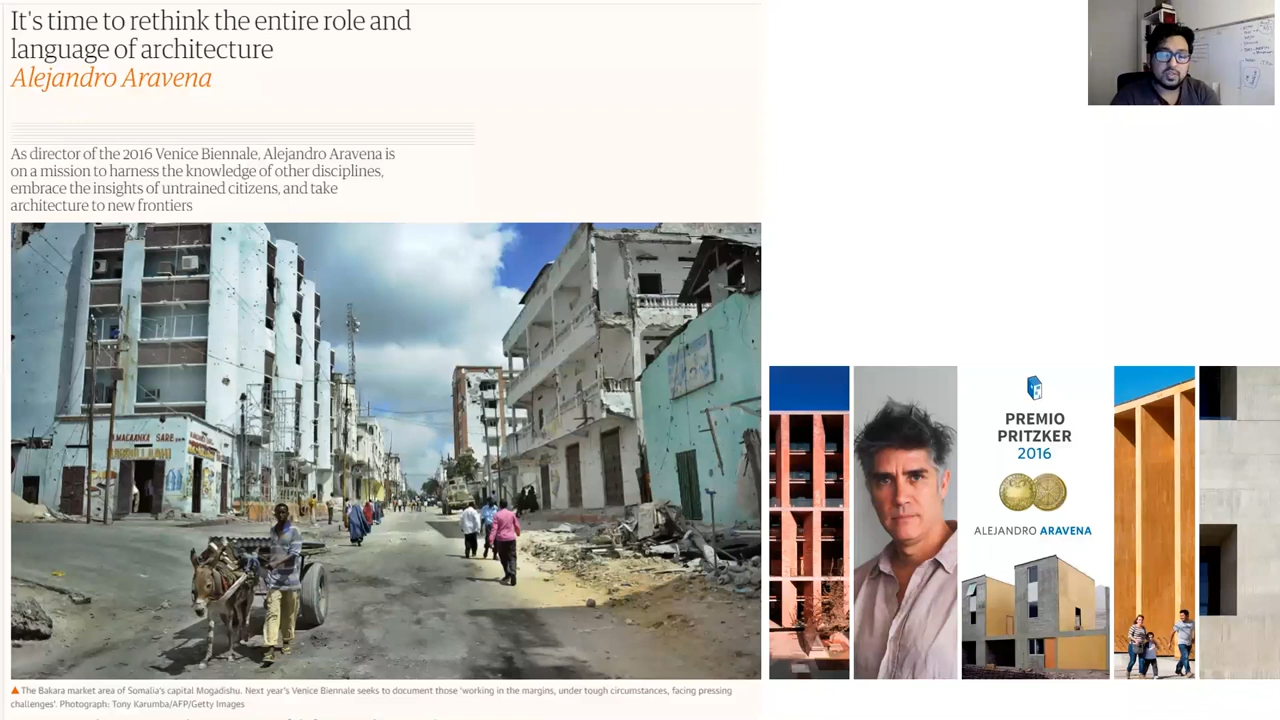 It's time to rethink the entire role and
language of architecture
Alejandro Aravena
As director of the 2016 Venice Biennale, Alejandro Aravena is
on a mission to harness the knowledge of other disciplines,
embrace the insights of untrained citizens, and take
architecture to new frontiers
The Bakara market area of Somalia's capital Mogadishu. Next year's Venice Biennale seeks to document those 'working in the margins, under tough circumstances, facing pressing
challenges'. Photograph: Tony Karumba/AFP/Getty Images
PREMIO
PRITZKER
2016
ALEJANDRO ARAVENA